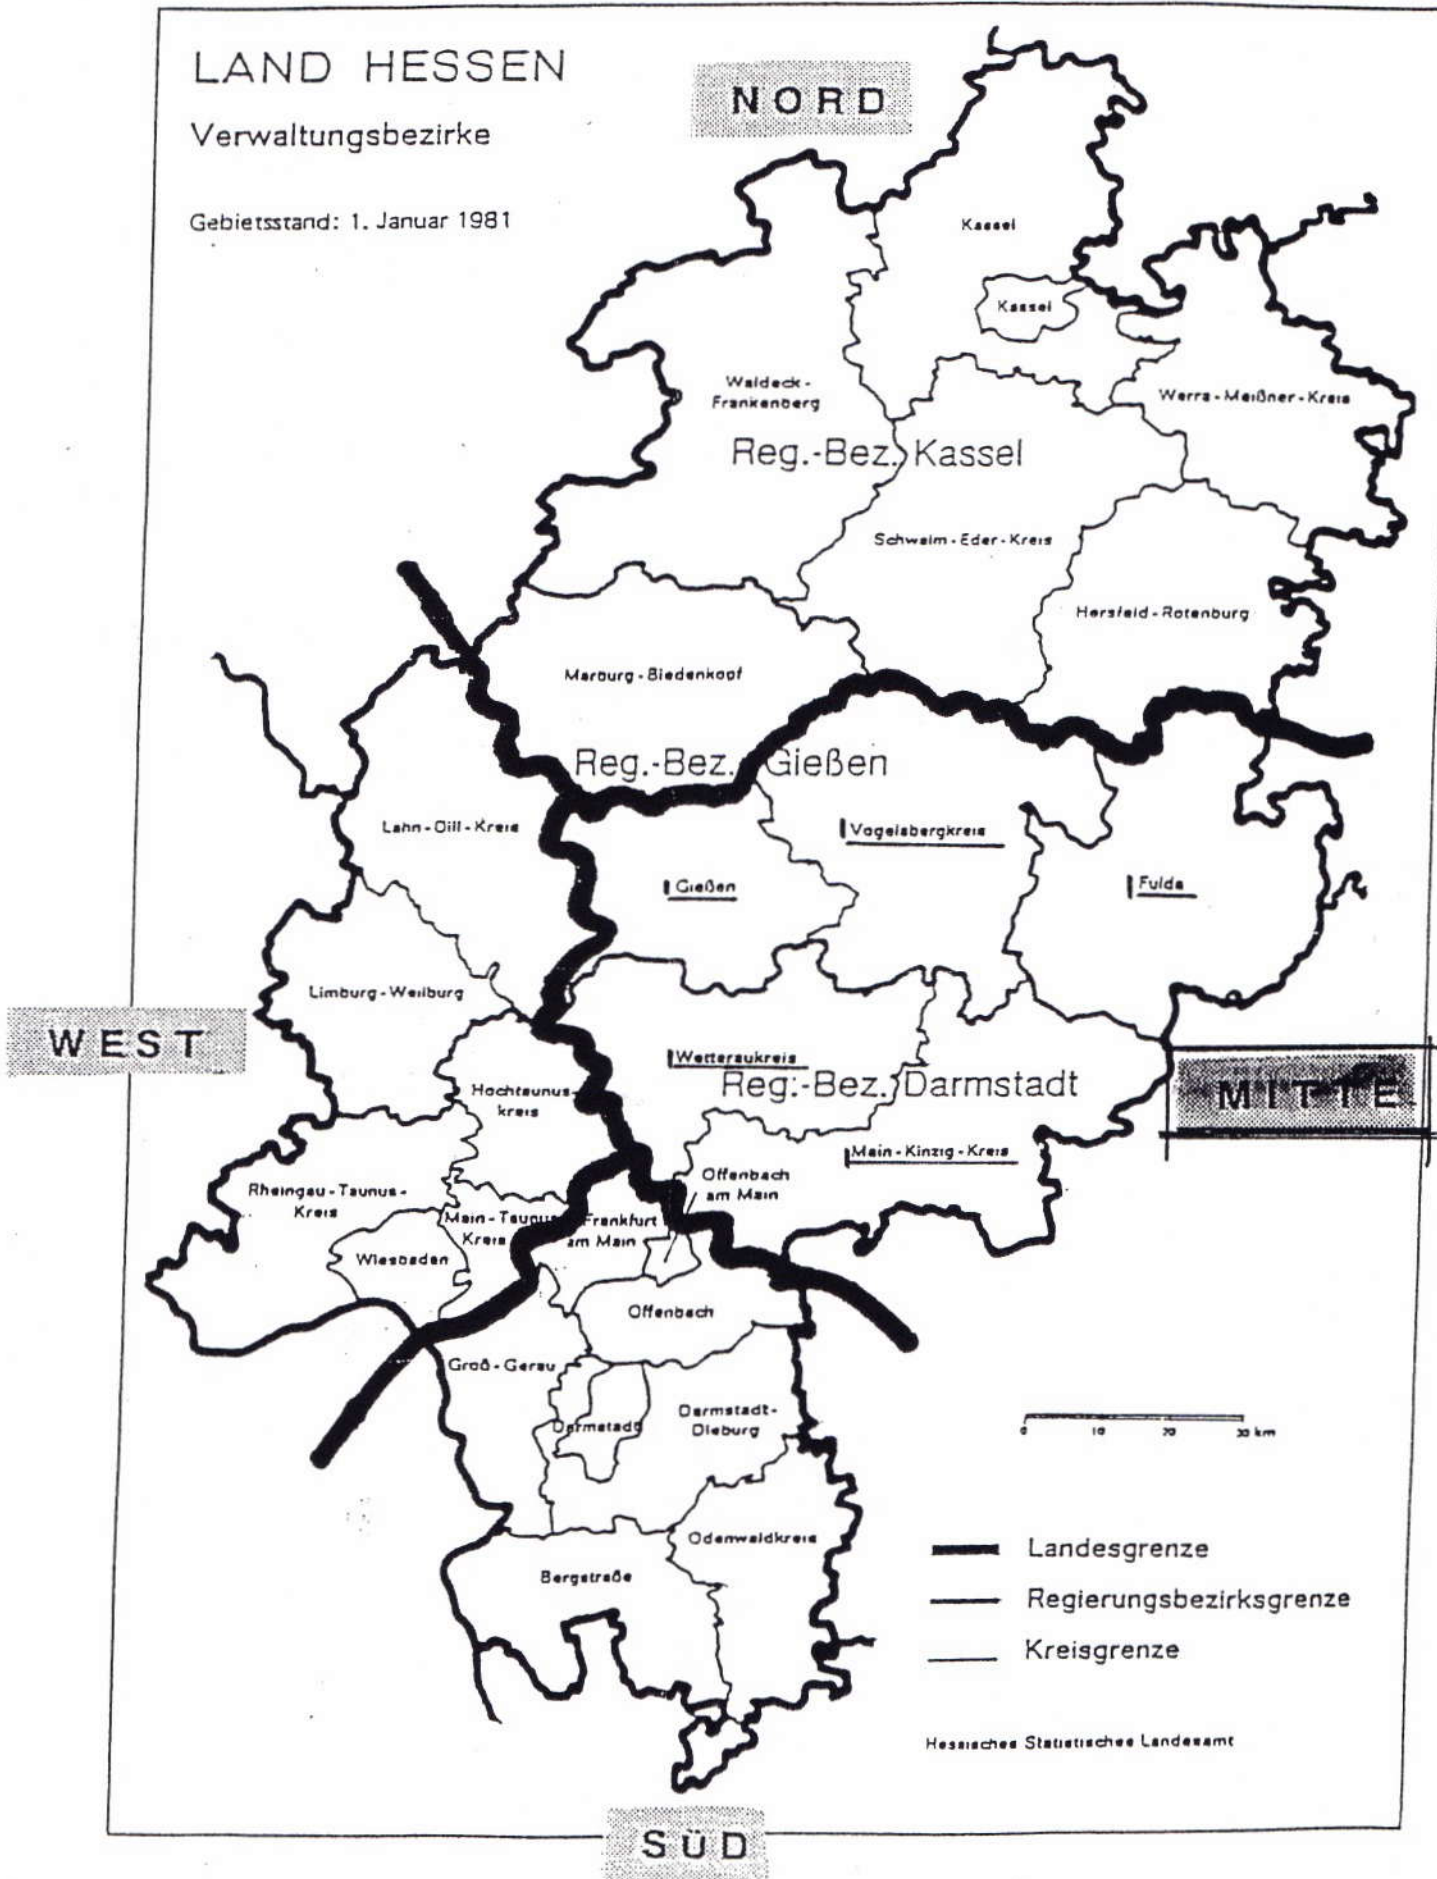 LAND HESSEN
Verwaltungsbezirke
Gebietsstand: 1. Januar 1981
NORD
Kassel
Kassel
Waldeck-
Frankenberg
Werra-Meißner-Kreis
Reg.-Bez. Kassel
Schwalm-Eder-Kreis
Hersfeld-Rotenburg
Marburg-Biedenkopf
Reg.-Bez. Gießen
Lahn-Dill-Kreis
Vogelsbergkreis
Gießen
Fulda
Limburg-Weilburg
WEST
Wetteraukreis
MITTE
Reg.-Bez. Darmstadt
Hochtaunus-
kreis
Main-Kinzig-Kreis
Offenbach
am Main
Rheingau-Taunus-
Kreis
Main-Taunus
Kreis
Frankfurt
am Main
Wiesbaden
Offenbach
Groß-Gerau
Darmstadt
Darmstadt-
Dieburg
0 10 20 30 km
Odenwaldkreis
Bergstraße
Landesgrenze
Regierungsbezirksgrenze
Kreisgrenze
Hessisches Statistisches Landesamt
SÜD